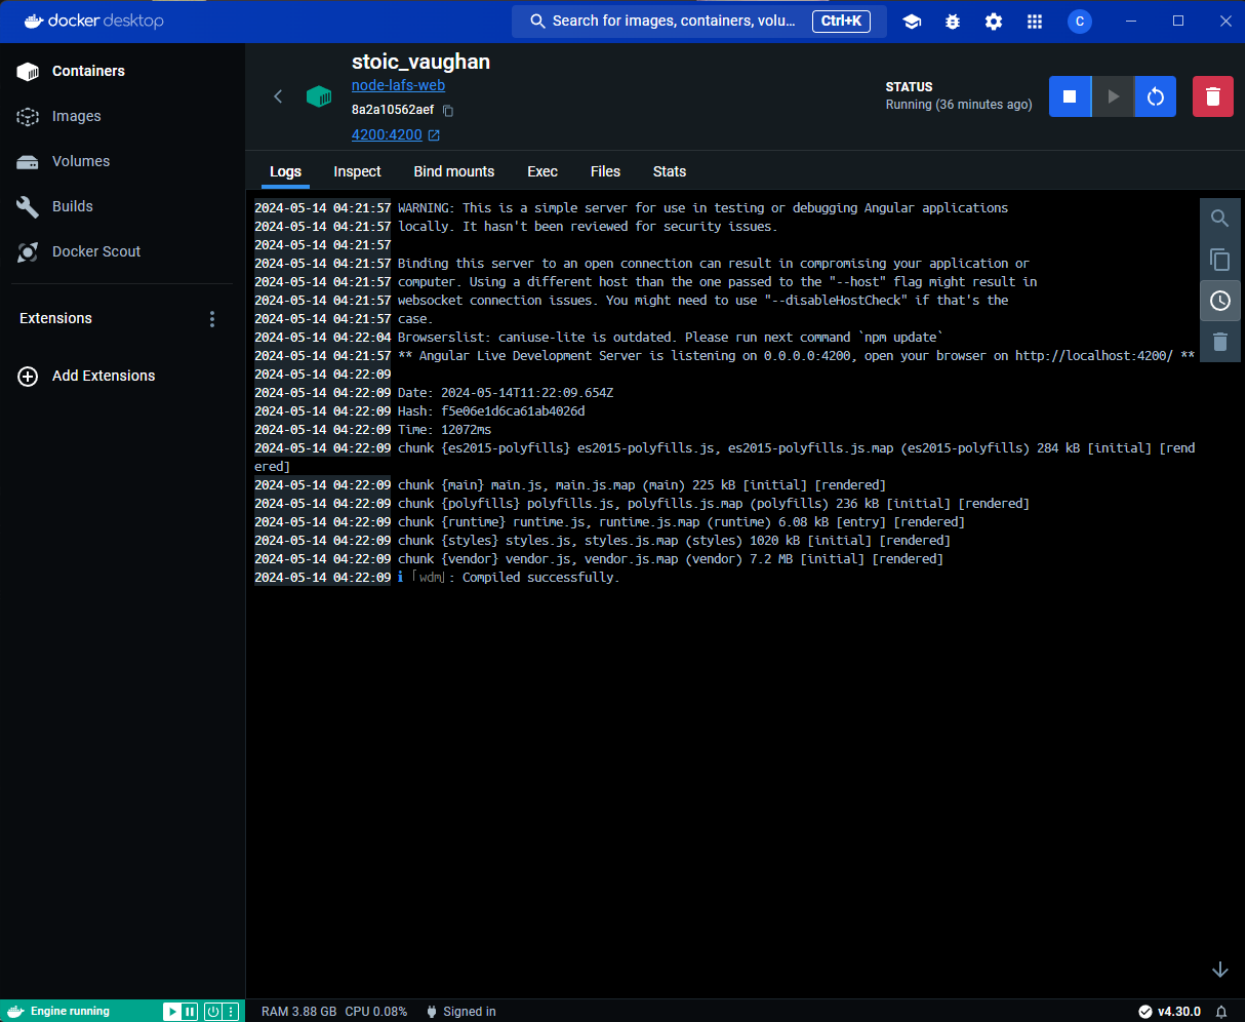 docker desktop
Search for images, containers, volu...
Ctrl+K
C
Containers
Images
Volumes
Builds
Docker Scout
Extensions
Add Extensions
stoic_vaughan
node-lafs-web
8a2a10562aef
4200:4200
STATUS
Running (36 minutes ago)
Logs Inspect Bind mounts Exec Files Stats
2024-05-14 04:21:57 WARNING: This is a simple server for use in testing or debugging Angular applications
2024-05-14 04:21:57 locally. It hasn't been reviewed for security issues.
2024-05-14 04:21:57
2024-05-14 04:21:57 Binding this server to an open connection can result in compromising your application or
2024-05-14 04:21:57 computer. Using a different host than the one passed to the "--host" flag might result in
2024-05-14 04:21:57 websocket connection issues. You might need to use "--disableHostCheck" if that's the
2024-05-14 04:21:57 case.
2024-05-14 04:22:04 Browserslist: caniuse-lite is outdated. Please run next command `npm update`
2024-05-14 04:21:57 ** Angular Live Development Server is listening on 0.0.0.0:4200, open your browser on http://localhost:4200/ **
2024-05-14 04:22:09
2024-05-14 04:22:09 Date: 2024-05-14T11:22:09.654Z
2024-05-14 04:22:09 Hash: f5e06e1d6ca61ab4026d
2024-05-14 04:22:09 Time: 12072ms
2024-05-14 04:22:09 chunk {es2015-polyfills} es2015-polyfills.js, es2015-polyfills.js.map (es2015-polyfills) 284 kB [initial] [rend
ered]
2024-05-14 04:22:09 chunk {main} main.js, main.js.map (main) 225 kB [initial] [rendered]
2024-05-14 04:22:09 chunk {polyfills} polyfills.js, polyfills.js.map (polyfills) 236 kB [initial] [rendered]
2024-05-14 04:22:09 chunk {runtime} runtime.js, runtime.js.map (runtime) 6.08 kB [entry] [rendered]
2024-05-14 04:22:09 chunk {styles} styles.js, styles.js.map (styles) 1020 kB [initial] [rendered]
2024-05-14 04:22:09 chunk {vendor} vendor.js, vendor.js.map (vendor) 7.2 MB [initial] [rendered]
2024-05-14 04:22:09 ℹ ｢wdm｣: Compiled successfully.
Engine running
RAM 3.88 GB CPU 0.08% Signed in
v4.30.0